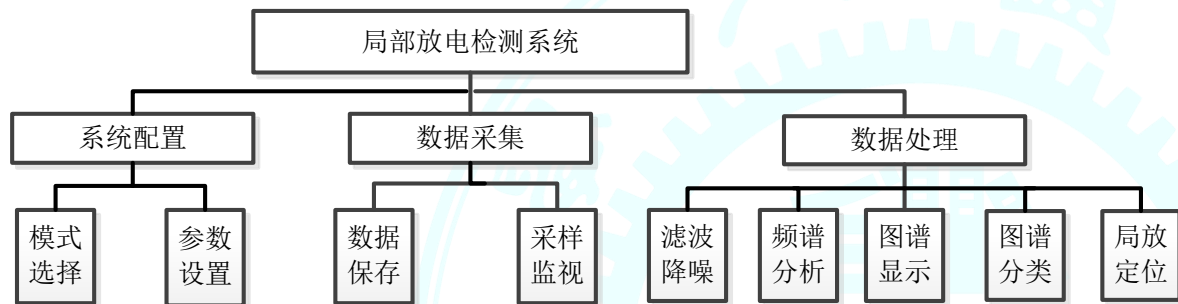 局部放电检测系统
系统配置
数据采集
数据处理
模式
选择
参数
设置
数据
保存
采样
监视
滤波
降噪
频谱
分析
图谱
显示
图谱
分类
局放
定位